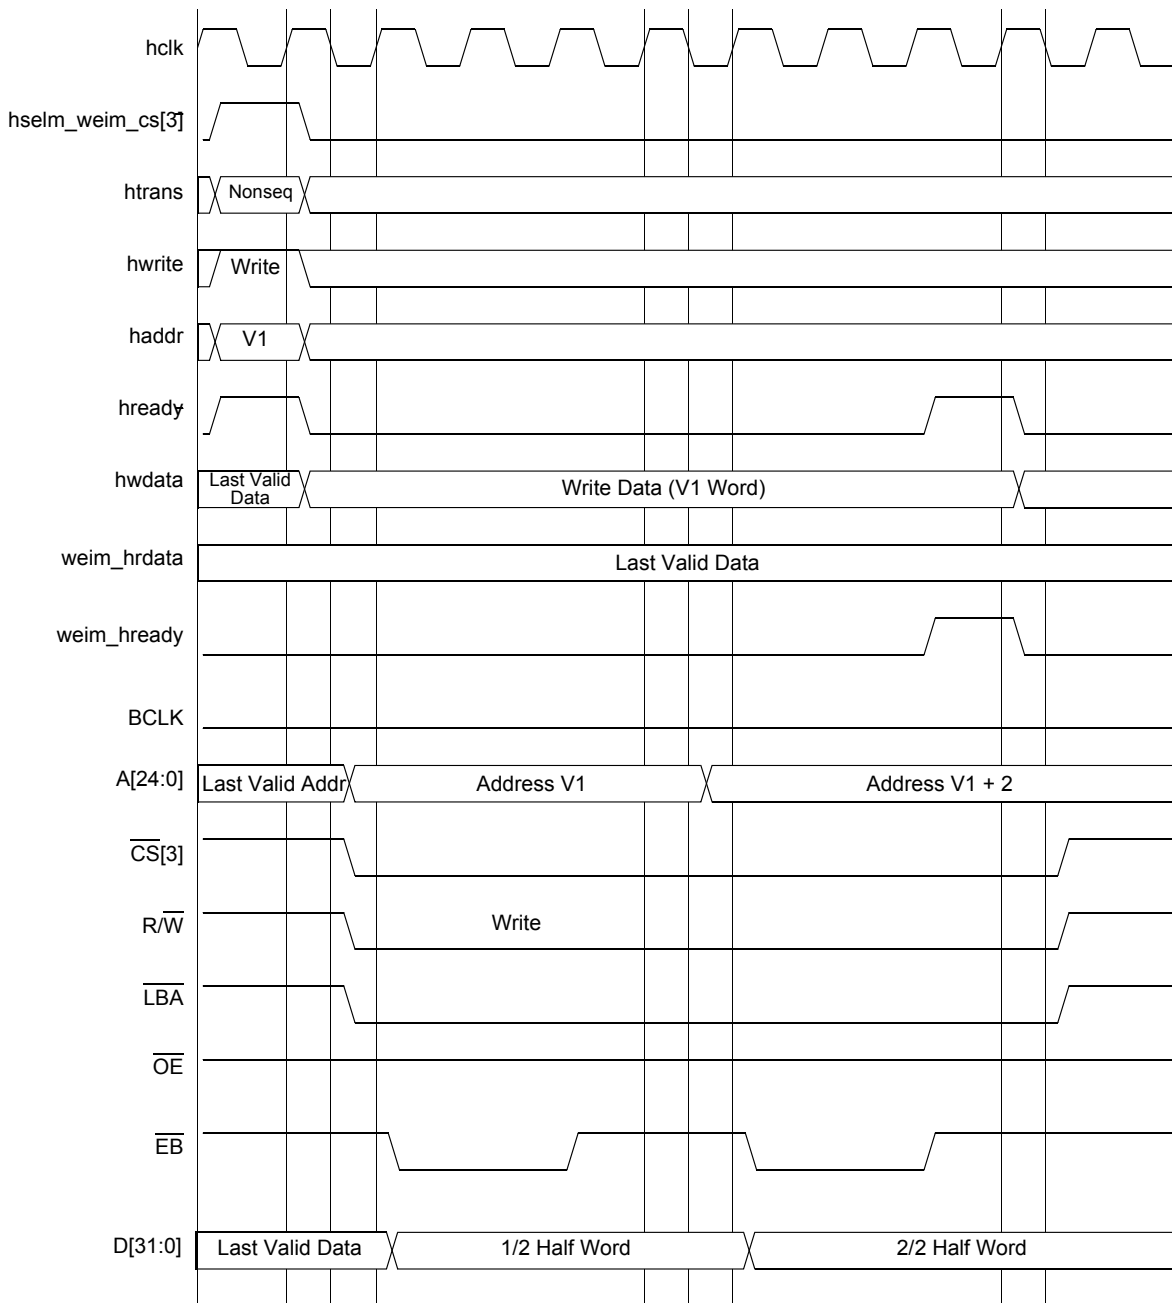 hclk
hselm_weim_cs[3]
htrans
Nonseq
hwrite
Write
haddr
V1
hready
hwdata
Last Valid
Data
Write Data (V1 Word)
weim_hrdata
Last Valid Data
weim_hready
BCLK
A[24:0]
Last Valid Addr
Address V1
Address V1 + 2
CS[3]
R/W
Write
LBA
OE
EB
D[31:0]
Last Valid Data
1/2 Half Word
2/2 Half Word